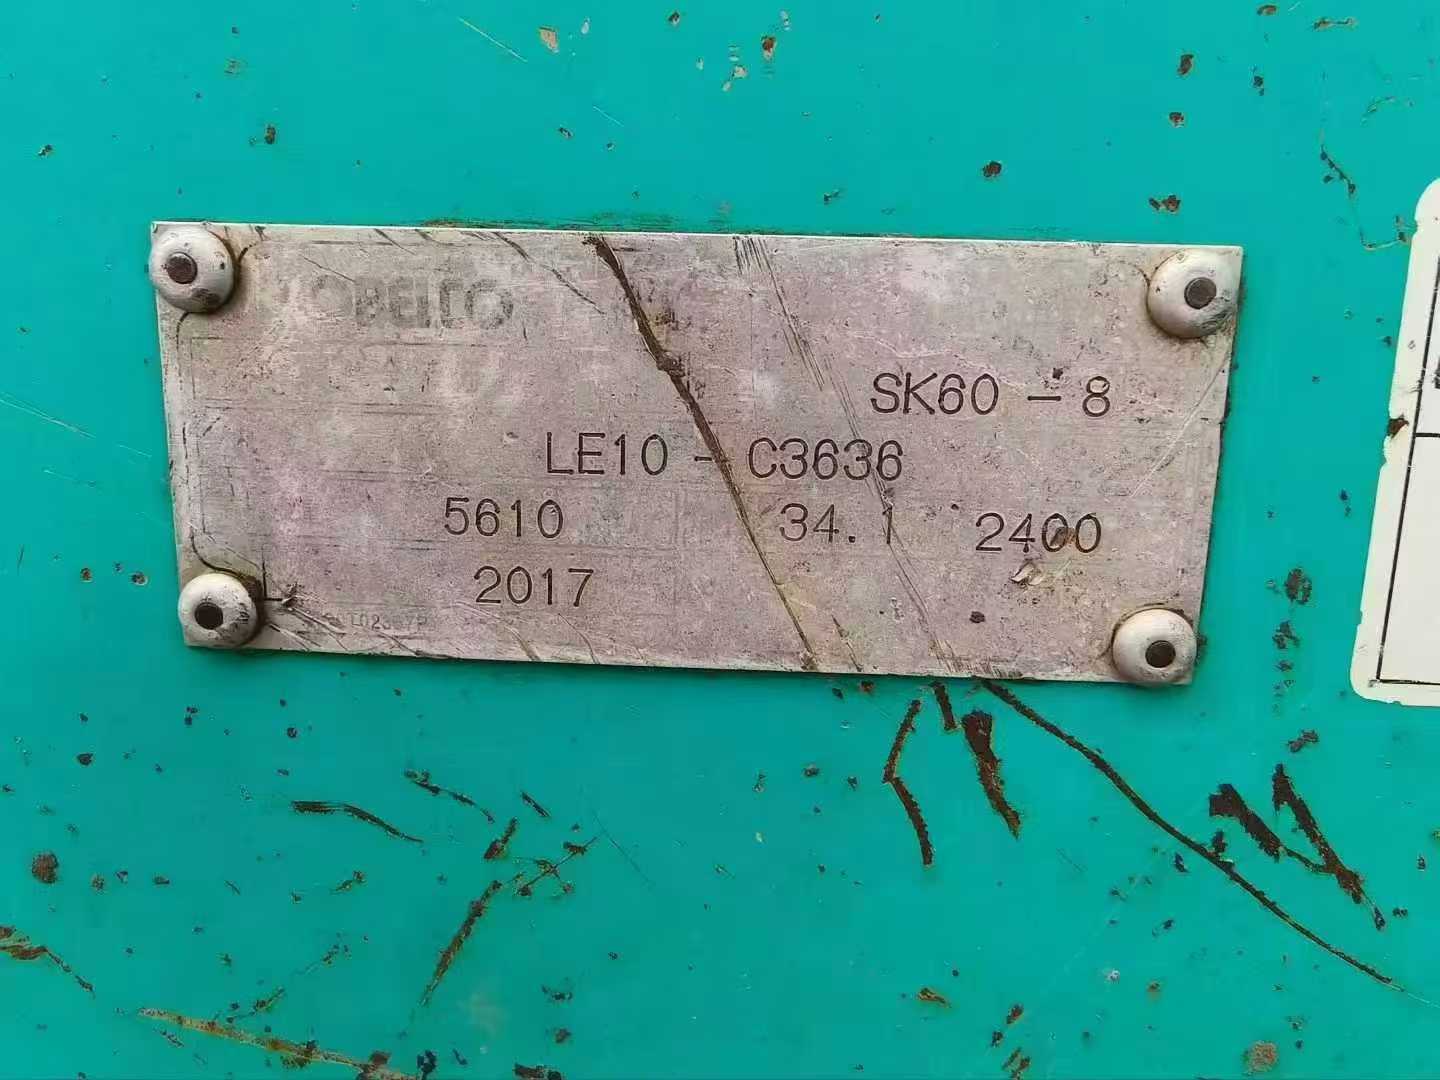 KOBELCO
SK60 - 8
LE10 - C3636
5610 34.1 2400
2017